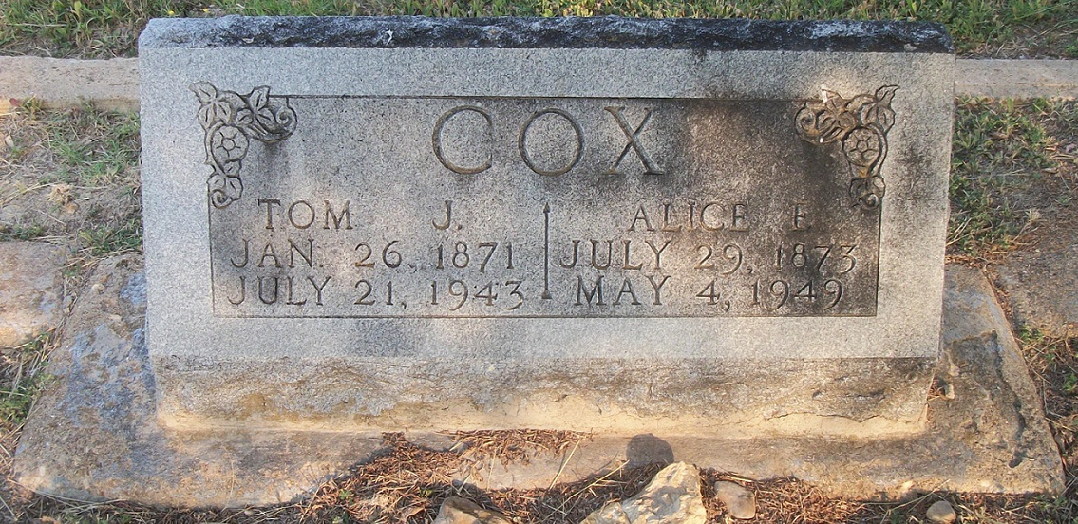 COX
TOM J.
JAN. 26, 1871
JULY 21, 1943
ALICE E.
JULY 29, 1873
MAY 4, 1949